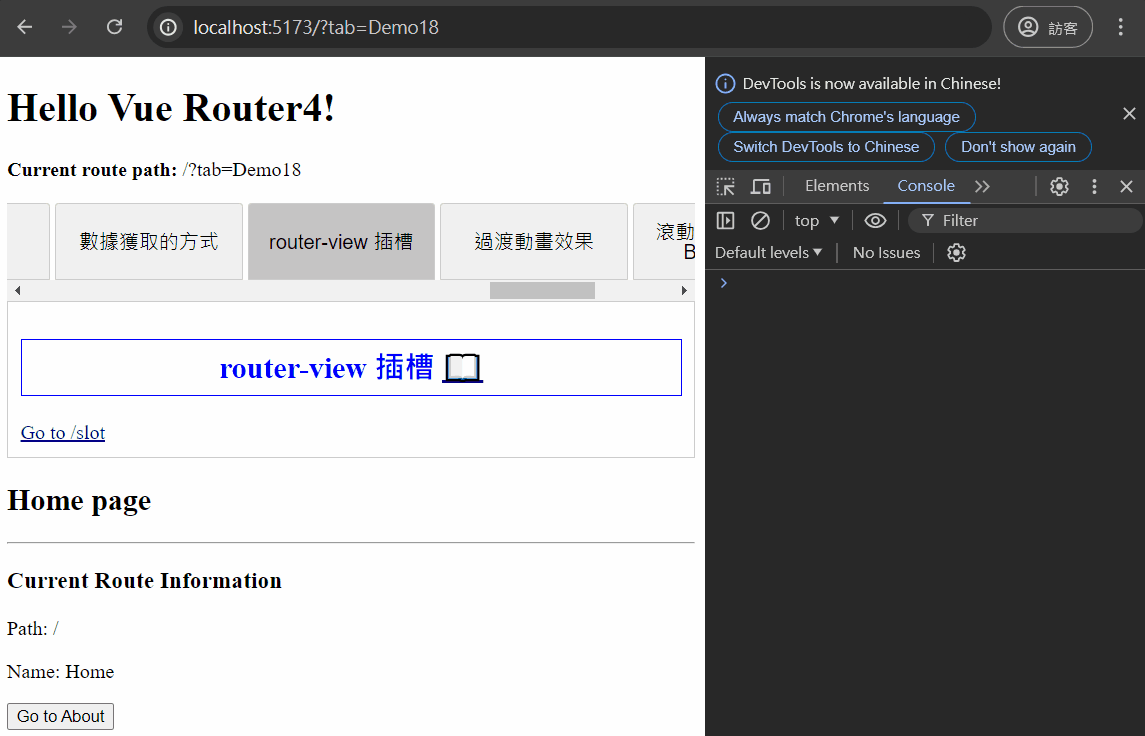 localhost:5173/?tab=Demo18
訪客
Hello Vue Router4!
Current route path: /?tab=Demo18
數據獲取的方式
router-view 插槽
過渡動畫效果
滾動
B
router-view 插槽
Go to /slot
Home page
Current Route Information
Path: /
Name: Home
Go to About
DevTools is now available in Chinese!
Always match Chrome's language
Switch DevTools to Chinese
Don't show again
Elements
Console
top
Filter
Default levels
No Issues